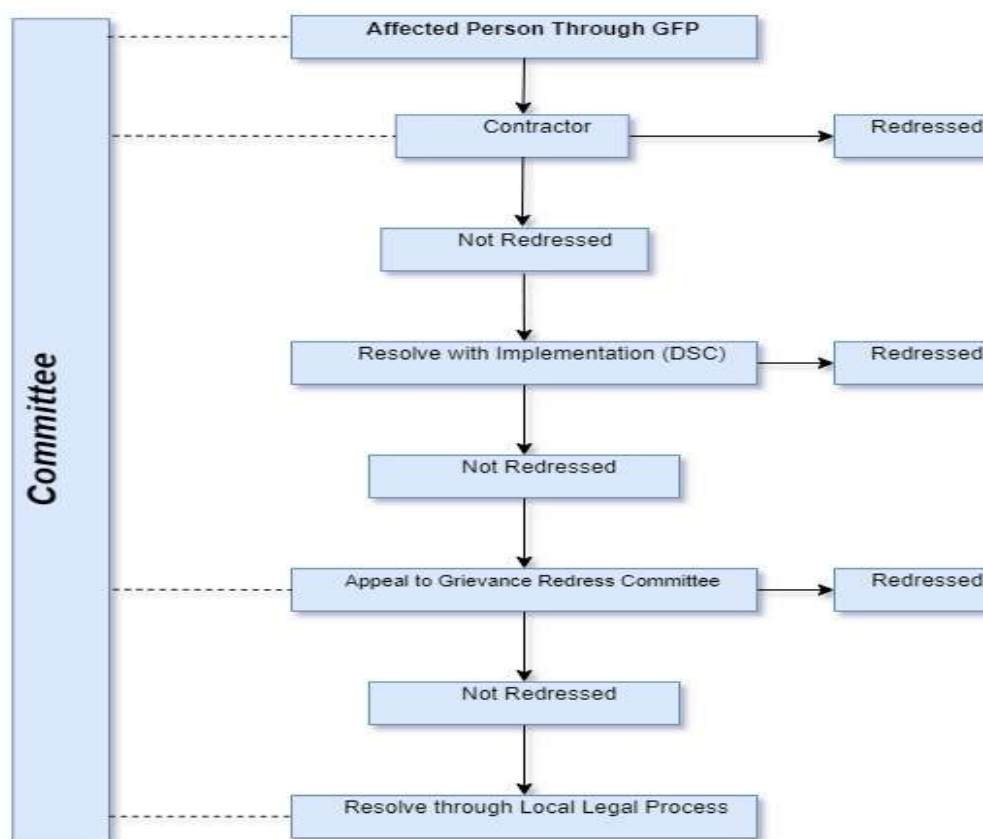 Affected Person Through GFP
Contractor
Redressed
Not Redressed
Resolve with Implementation (DSC)
Redressed
Not Redressed
Appeal to Grievance Redress Committee
Redressed
Not Redressed
Resolve through Local Legal Process
Committee